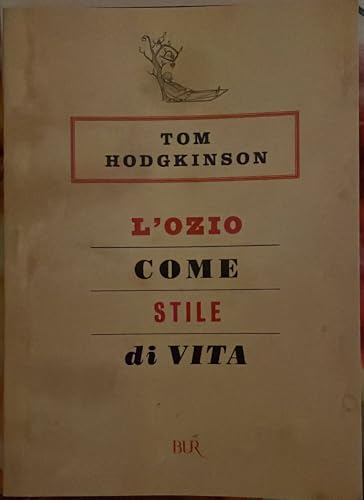 TOM
HODGKINSON
L'OZIO
COME
STILE
di VITA
BUR